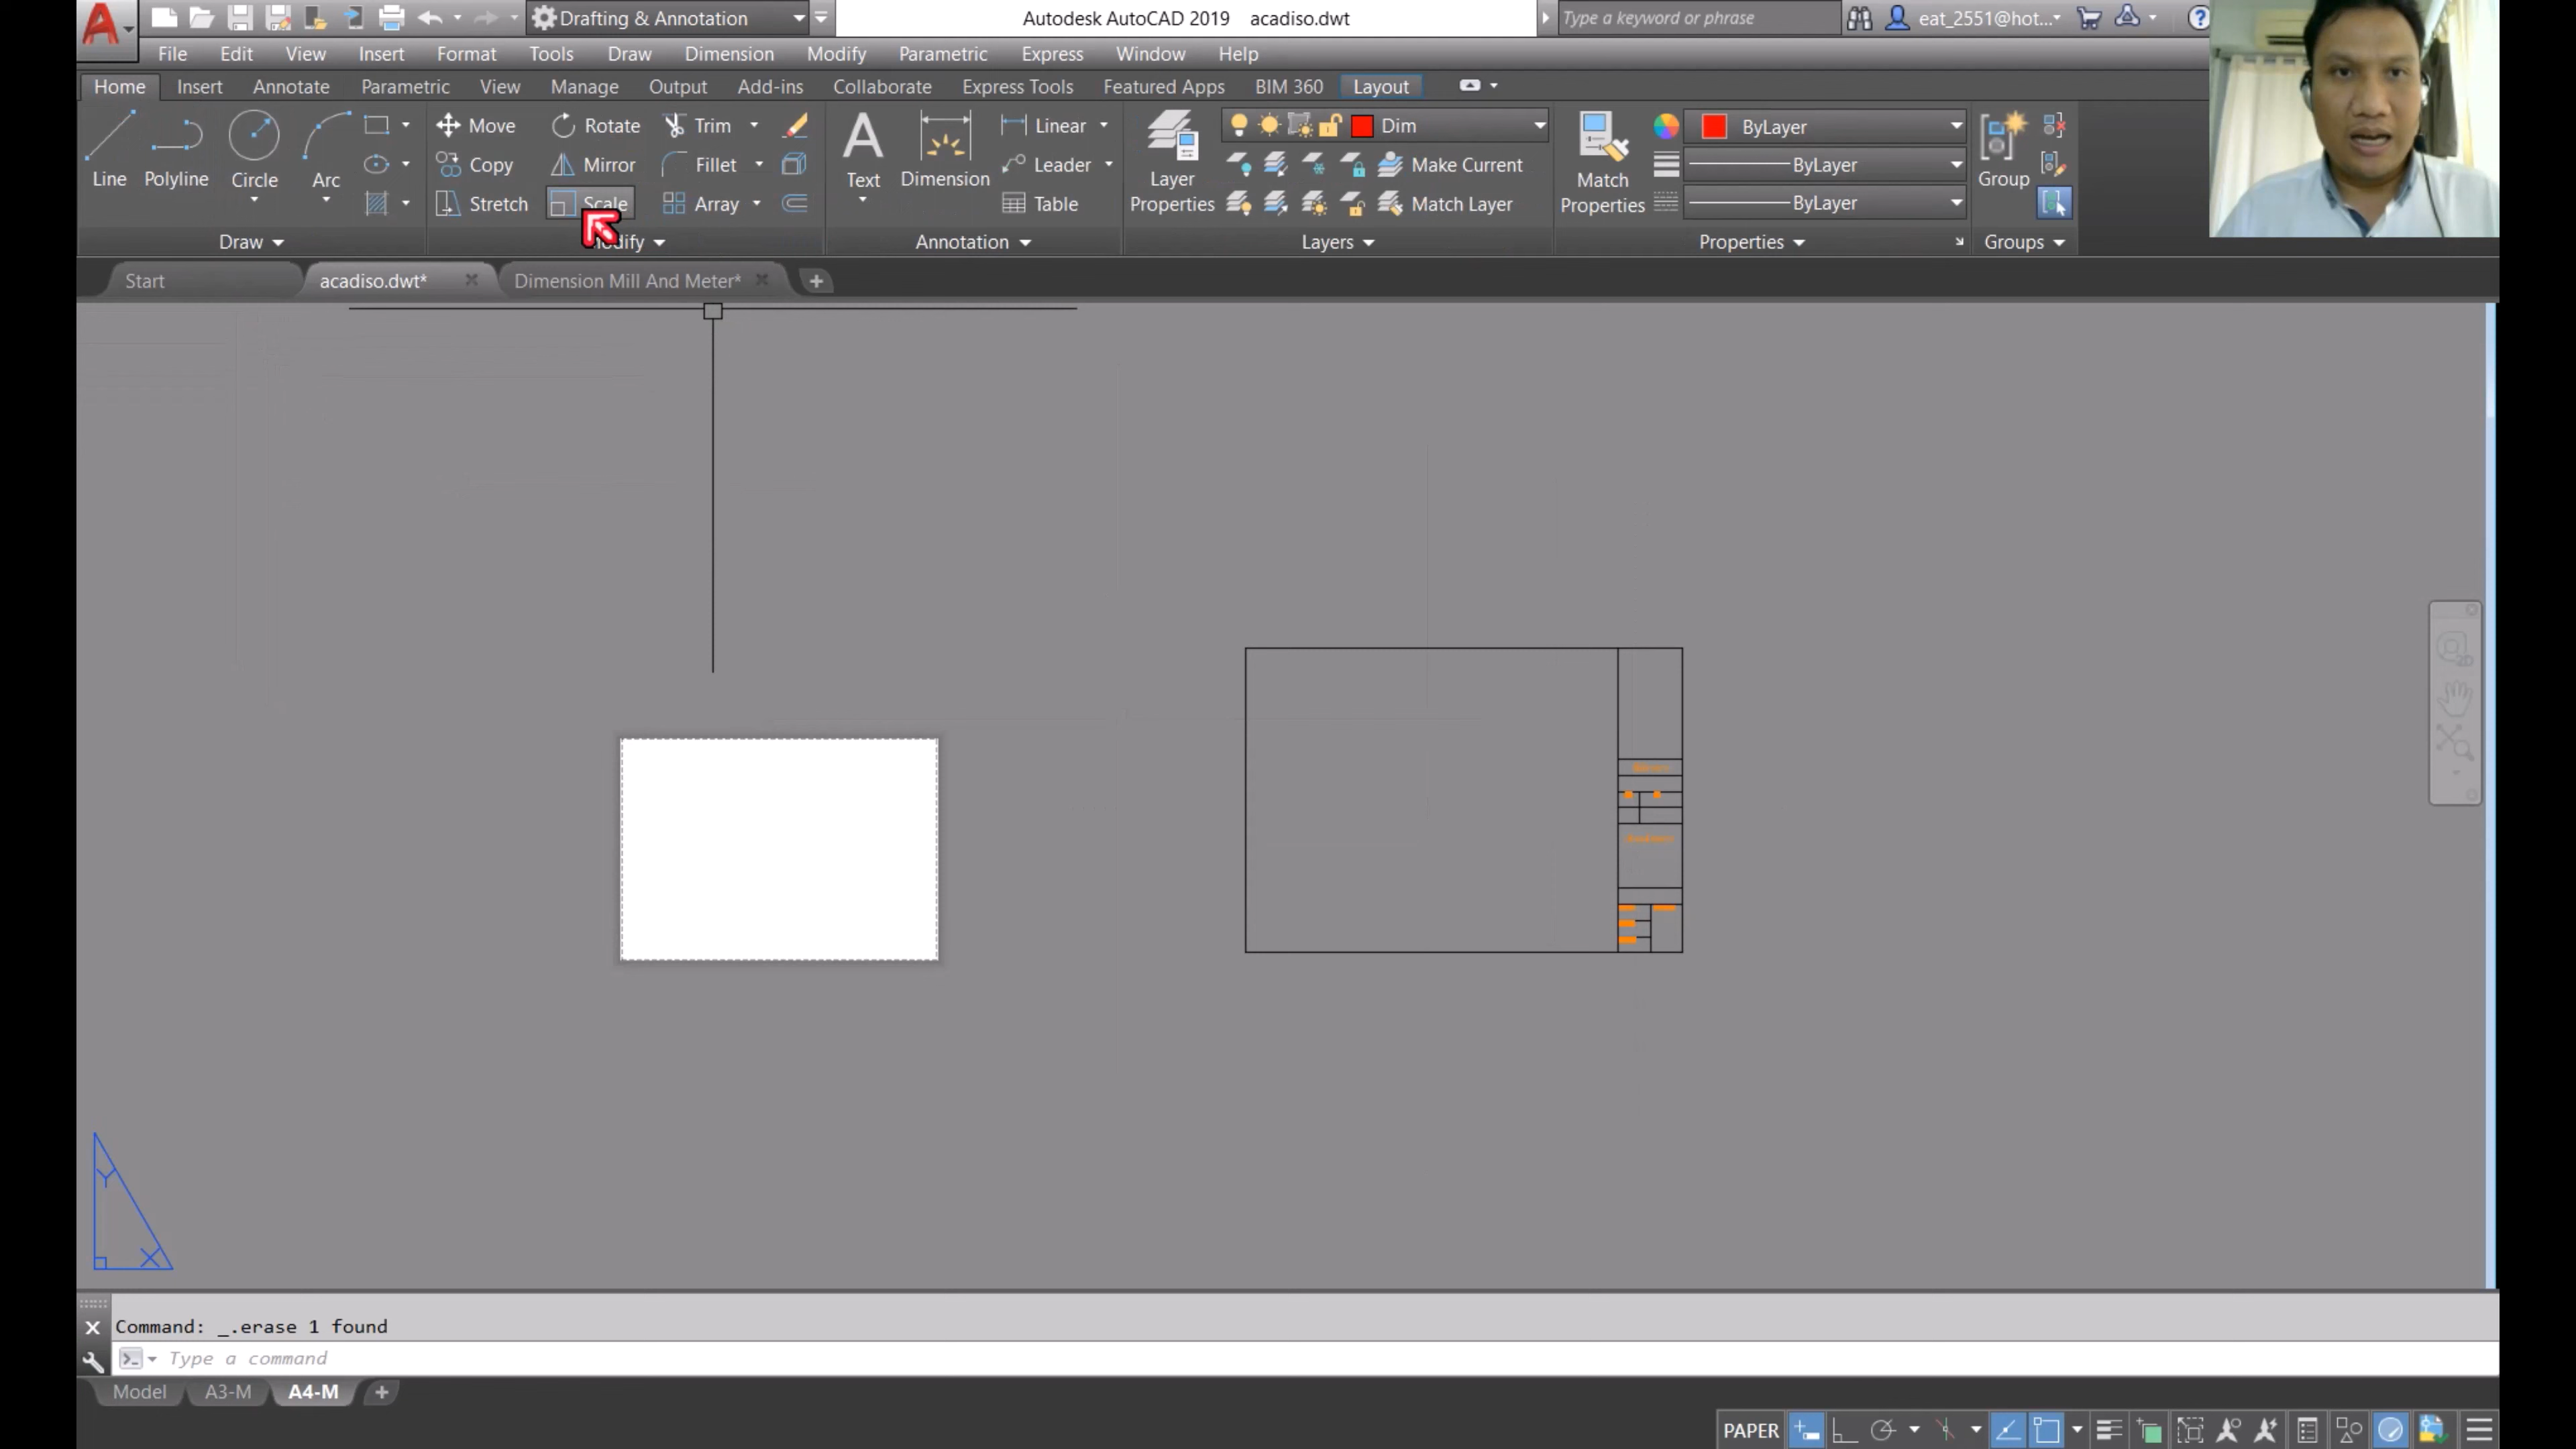 Drafting & Annotation
Autodesk AutoCAD 2019 acadiso.dwt
Type a keyword or phrase
eat_2551@hot...
File Edit View Insert Format Tools Draw Dimension Modify Parametric Express Window Help
Home Insert Annotate Parametric View Manage Output Add-ins Collaborate Express Tools Featured Apps BIM 360 Layout
Line
Polyline
Circle
Arc
Draw
Move
Rotate
Trim
Copy
Mirror
Fillet
Stretch
Scale
Array
Text
Dimension
Linear
Leader
Table
Annotation
Layer
Properties
Dim
Make Current
Match Layer
Layers
Match
Properties
ByLayer
ByLayer
ByLayer
Properties
Group
Groups
Start
acadiso.dwt*
Dimension Mill And Meter*
Y
X
Command: _.erase 1 found
Type a command
Model
A3-M
A4-M
PAPER